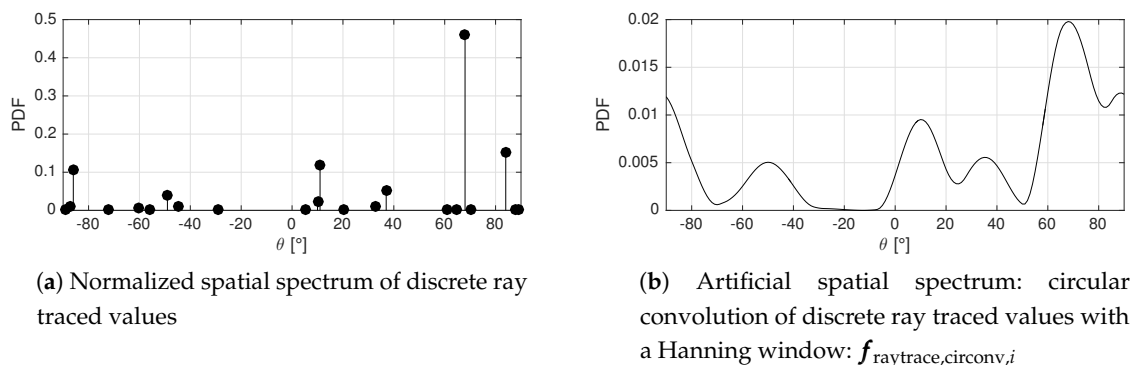 0.5
0.4
0.3
0.2
0.1
0
PDF
-80 -60 -40 -20 0 20 40 60 80
θ [°]
(a) Normalized spatial spectrum of discrete ray
traced values
0.02
0.015
0.01
0.005
0
PDF
-80 -60 -40 -20 0 20 40 60 80
θ [°]
(b) Artificial spatial spectrum: circular
convolution of discrete ray traced values with
a Hanning window: f raytrace,circonv,i